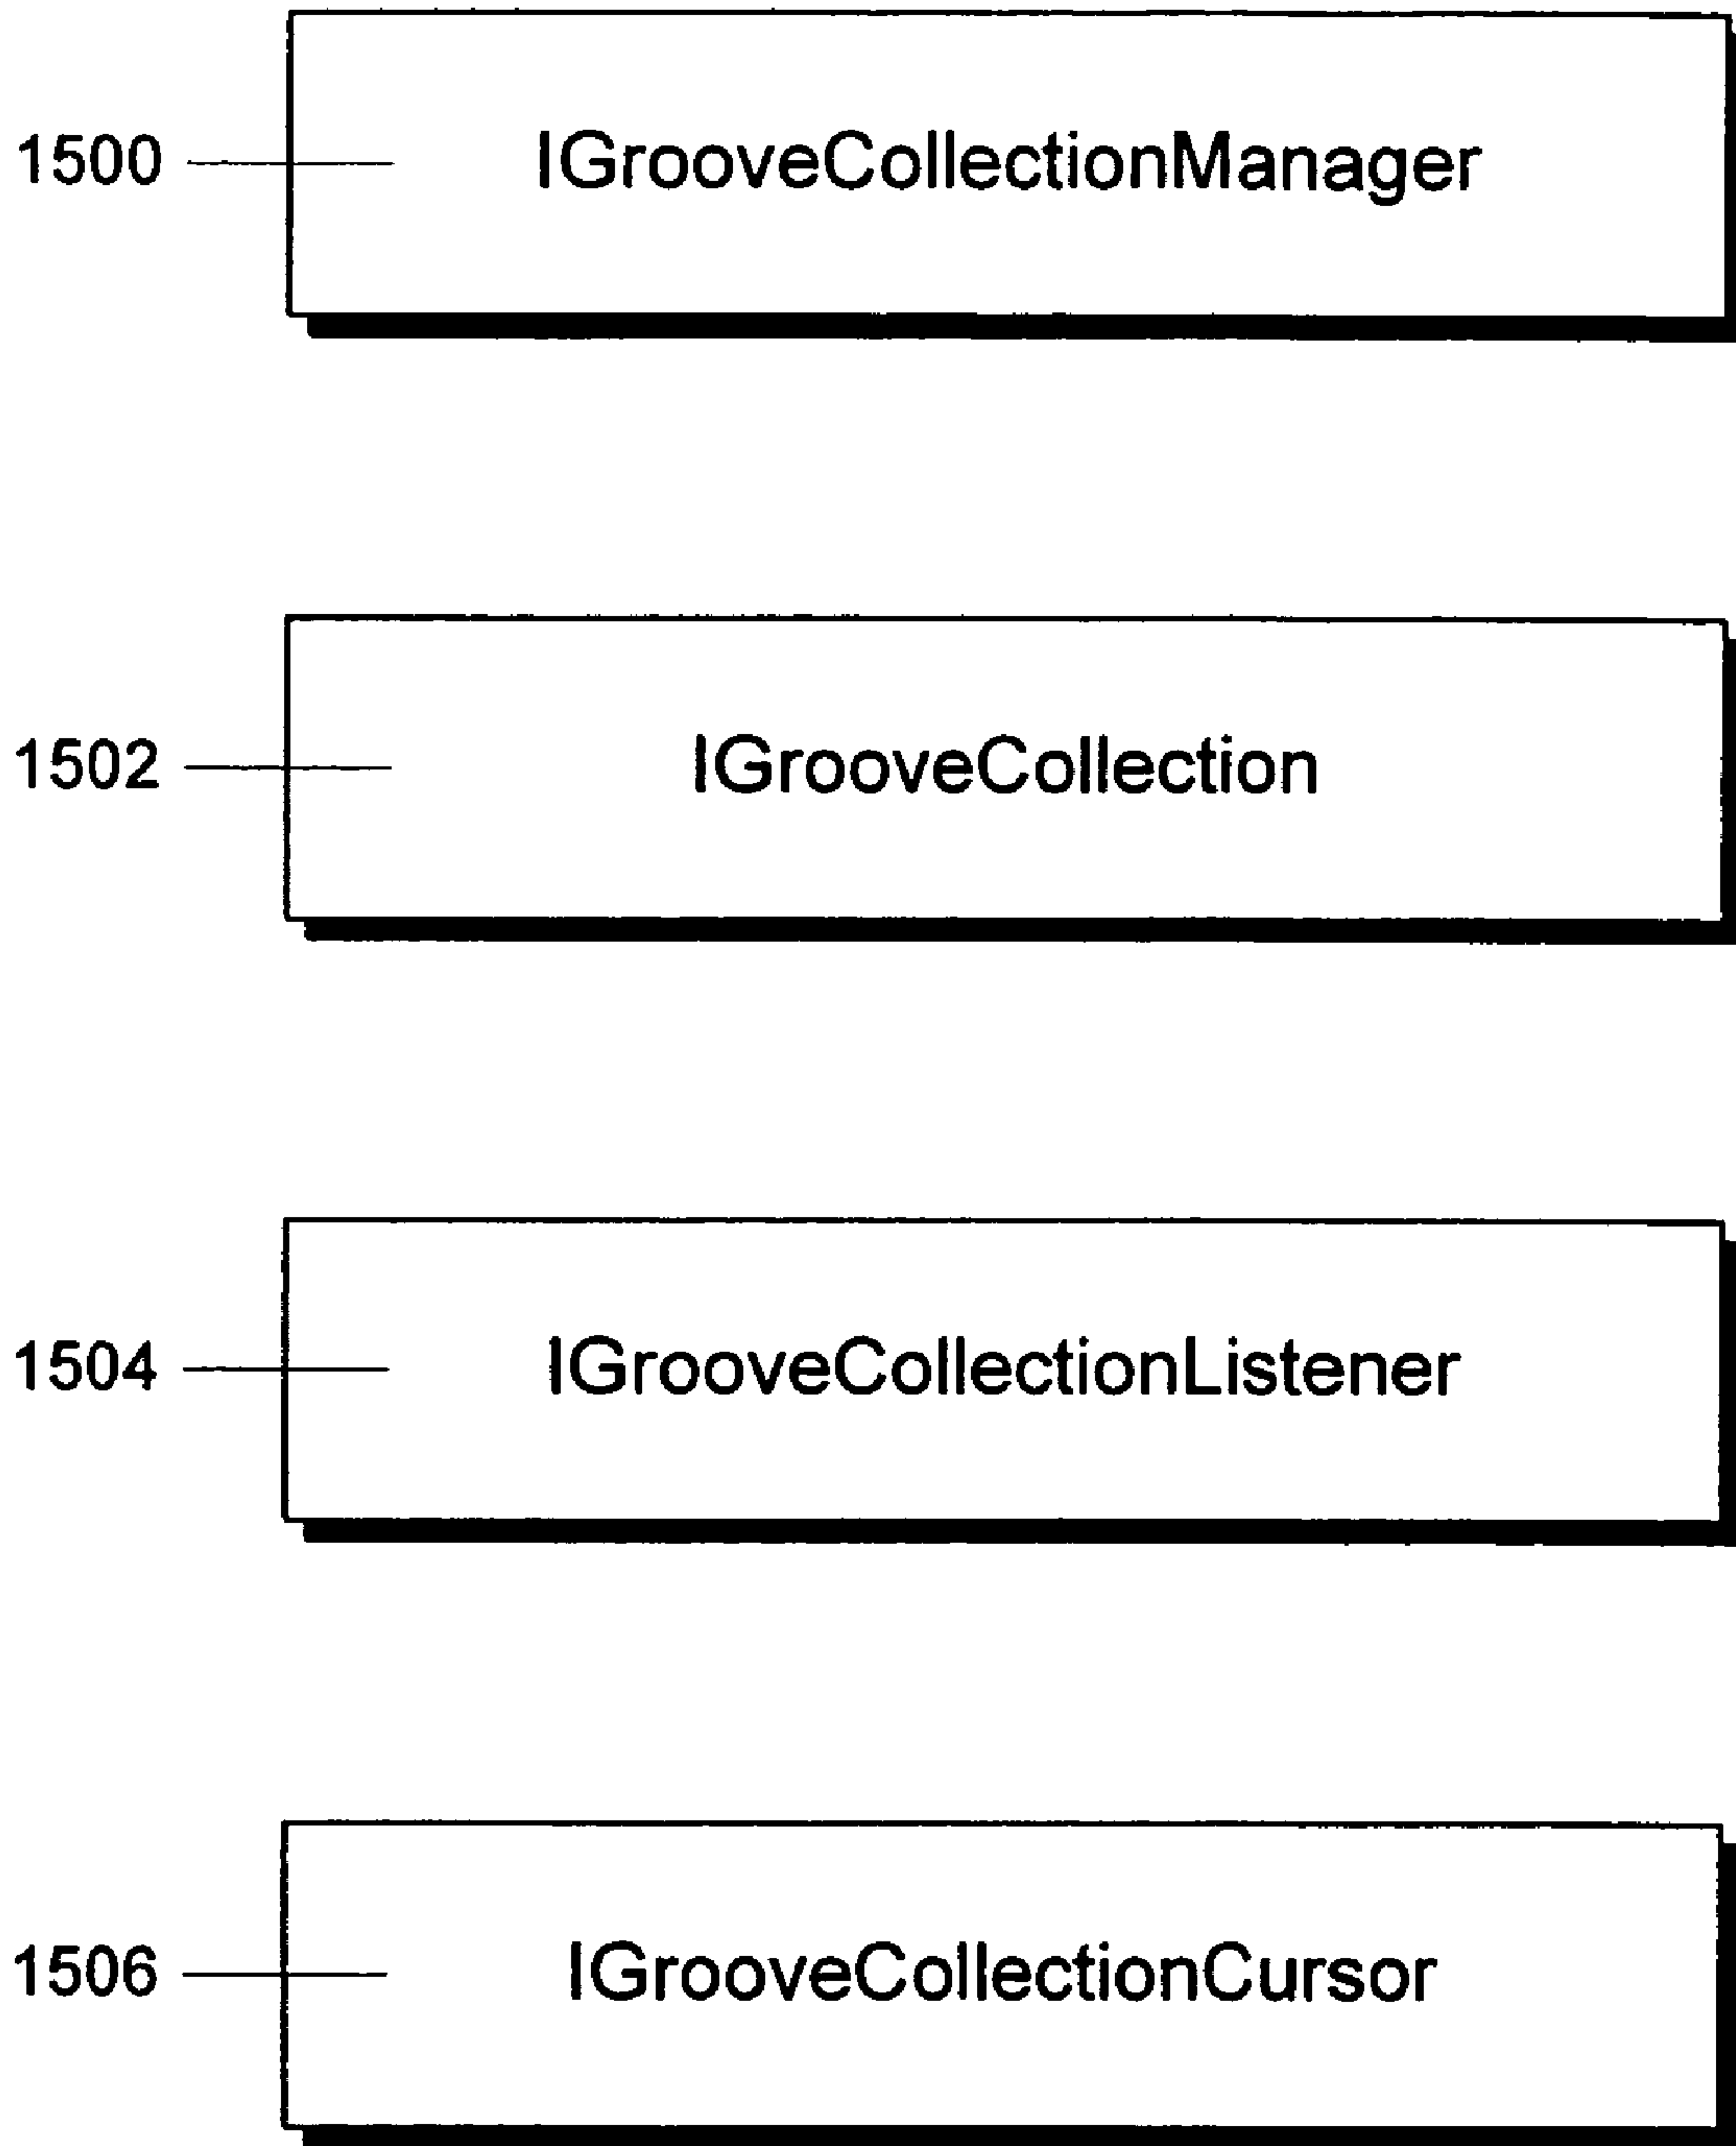 1500 IGrooveCollectionManager
1502 IGrooveCollection
1504 IGrooveCollectionListener
1506 IGrooveCollectionCursor